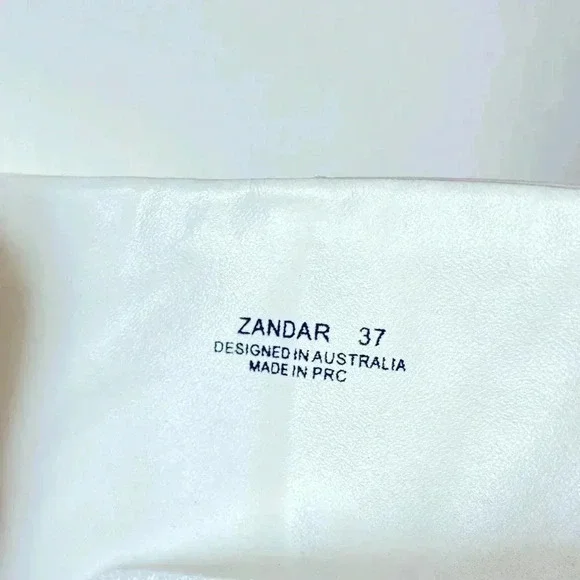 ZANDAR 37
DESIGNED IN AUSTRALIA
MADE IN PRC